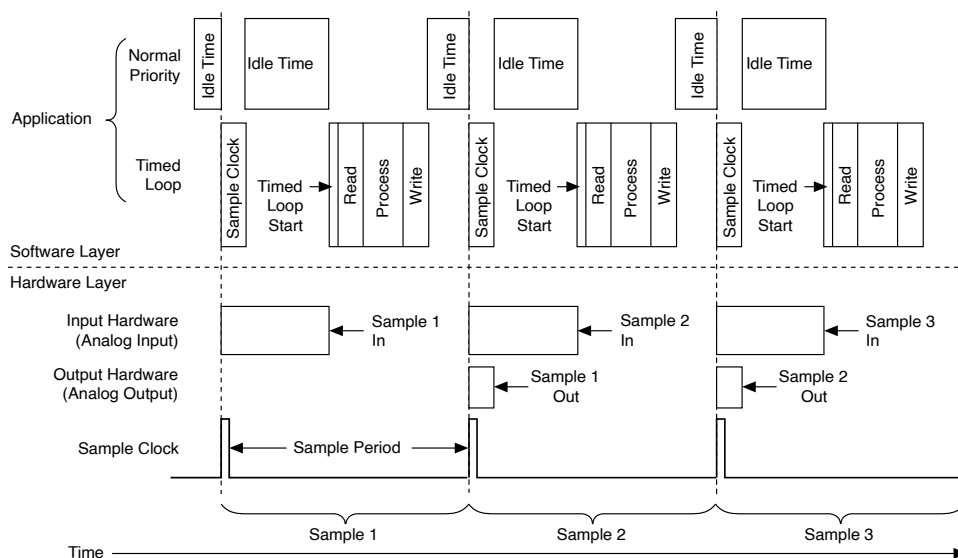 Normal
Priority
Idle Time
Idle Time
Idle Time
Idle Time
Idle Time
Idle Time
Application
Timed
Loop
Sample Clock
Timed
Loop
Start
Read
Process
Write
Sample Clock
Timed
Loop
Start
Read
Process
Write
Sample Clock
Timed
Loop
Start
Read
Process
Write
Software Layer
Hardware Layer
Input Hardware
(Analog Input)
Sample 1
In
Sample 2
In
Sample 3
In
Output Hardware
(Analog Output)
Sample 1
Out
Sample 2
Out
Sample Clock
Sample Period
Sample 1
Sample 2
Sample 3
Time